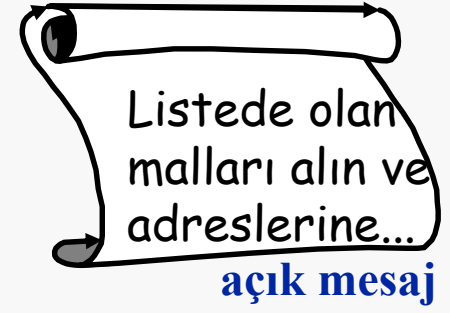 Listede olan
malları alın ve
adreslerine...
açık mesaj